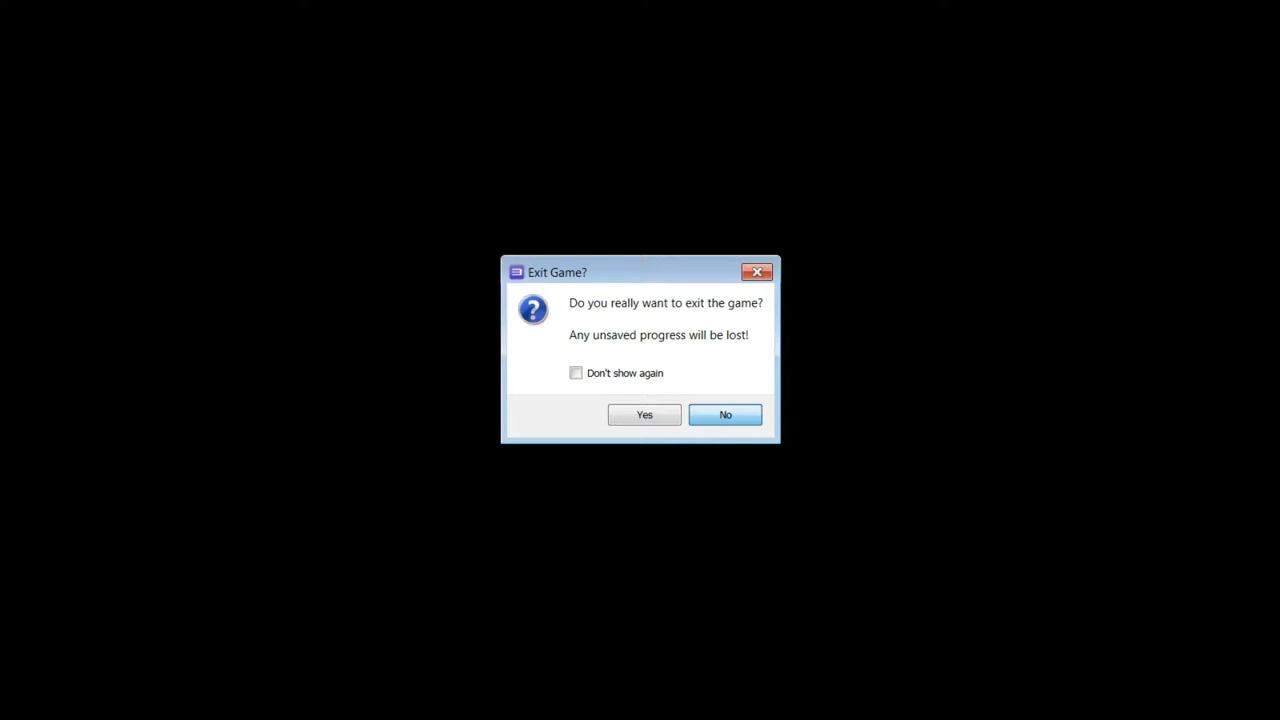 Exit Game?
Do you really want to exit the game?
Any unsaved progress will be lost!
Don't show again
Yes
No